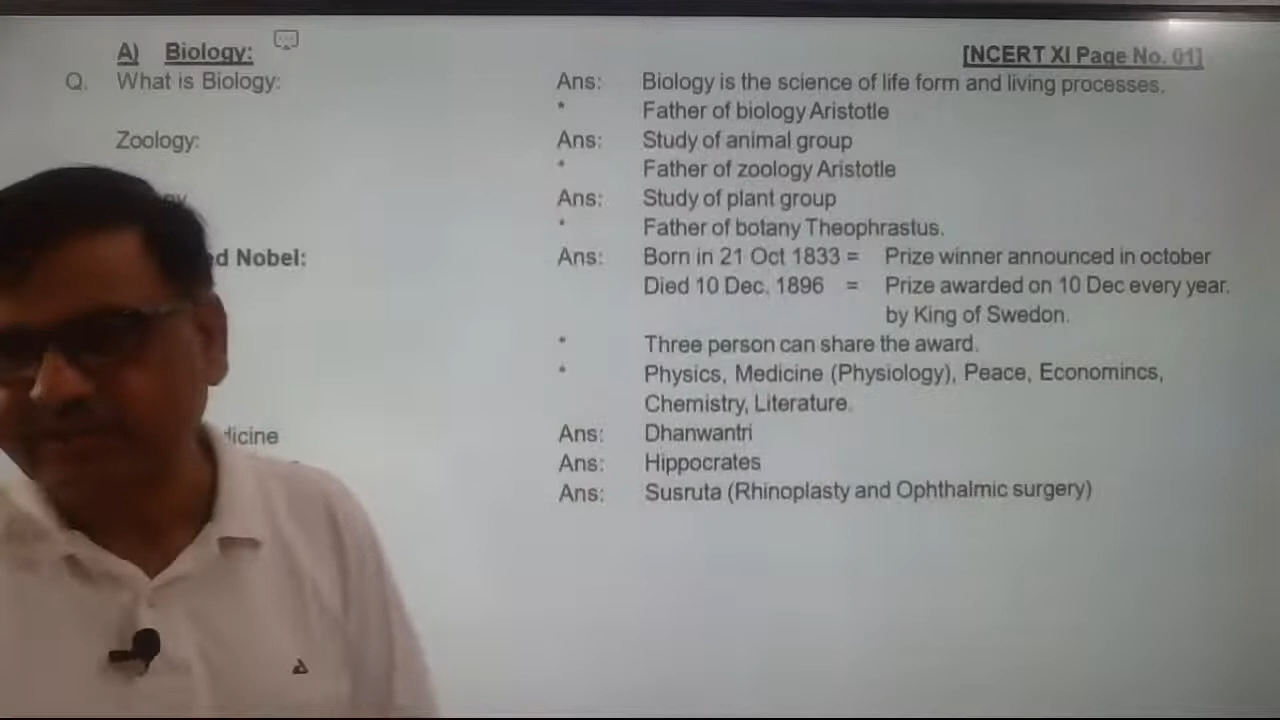 A) Biology: [NCERT XI Page No. 01]
Q. What is Biology: Ans: Biology is the science of life form and living processes.
* Father of biology Aristotle
Zoology: Ans: Study of animal group
* Father of zoology Aristotle
Ans: Study of plant group
* Father of botany Theophrastus.
Nobel: Ans: Born in 21 Oct 1833 = Prize winner announced in october
Died 10 Dec. 1896 = Prize awarded on 10 Dec every year.
by King of Swedon.
* Three person can share the award.
* Physics, Medicine (Physiology), Peace, Economincs,
Chemistry, Literature.
Ans: Dhanwantri
Ans: Hippocrates
Ans: Susruta (Rhinoplasty and Ophthalmic surgery)